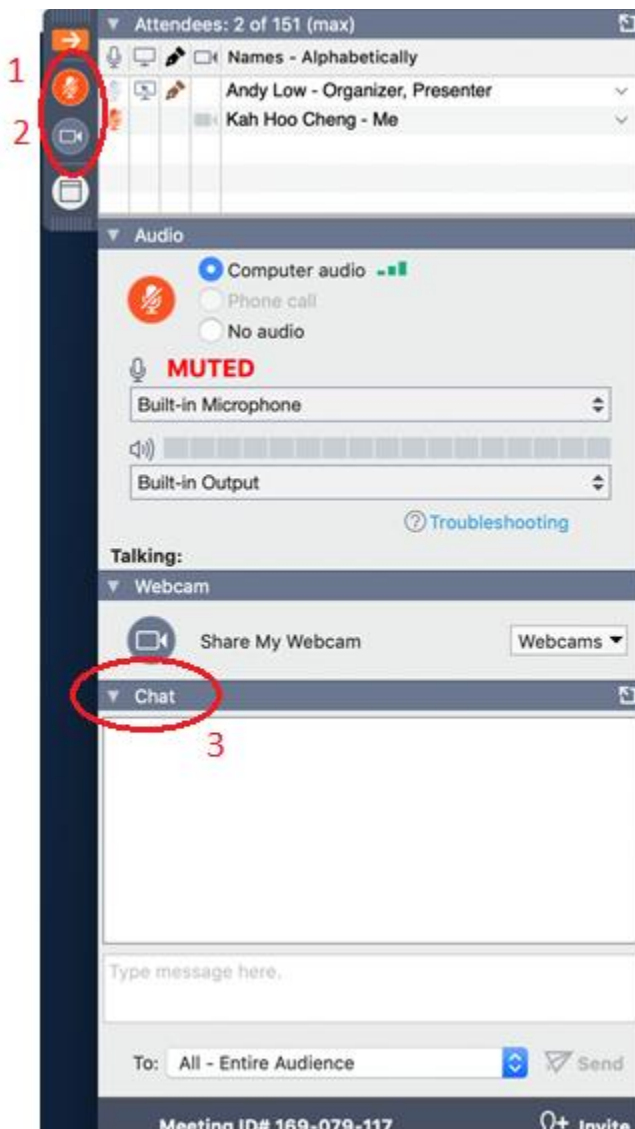 Attendees: 2 of 151 (max)
Names - Alphabetically
1
Andy Low - Organizer, Presenter
2
Kah Hoo Cheng - Me
Audio
Computer audio
Phone call
No audio
MUTED
Built-in Microphone
Built-in Output
? Troubleshooting
Talking:
Webcam
Share My Webcam
Webcams
Chat
3
Type message here.
To: All - Entire Audience
Send
Meeting ID# 169-079-117
Invite